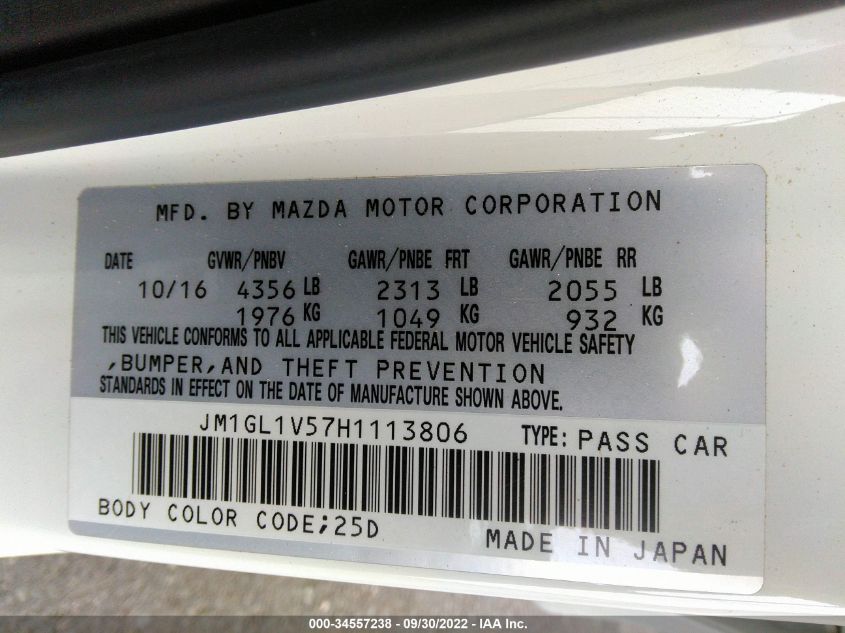 MFD. BY MAZDA MOTOR CORPORATION
DATE GVWR/PNBV GAWR/PNBE FRT GAWR/PNBE RR
10/16 4356 LB 2313 LB 2055 LB
1976 KG 1049 KG 932 KG
THIS VEHICLE CONFORMS TO ALL APPLICABLE FEDERAL MOTOR VEHICLE SAFETY
,BUMPER,AND THEFT PREVENTION
STANDARDS IN EFFECT ON THE DATE OF MANUFACTURE SHOWN ABOVE.
JM1GL1V57H1113806 TYPE: PASS CAR
BODY COLOR CODE;25D
MADE IN JAPAN
000-34557238 - 09/30/2022 - IAA Inc.